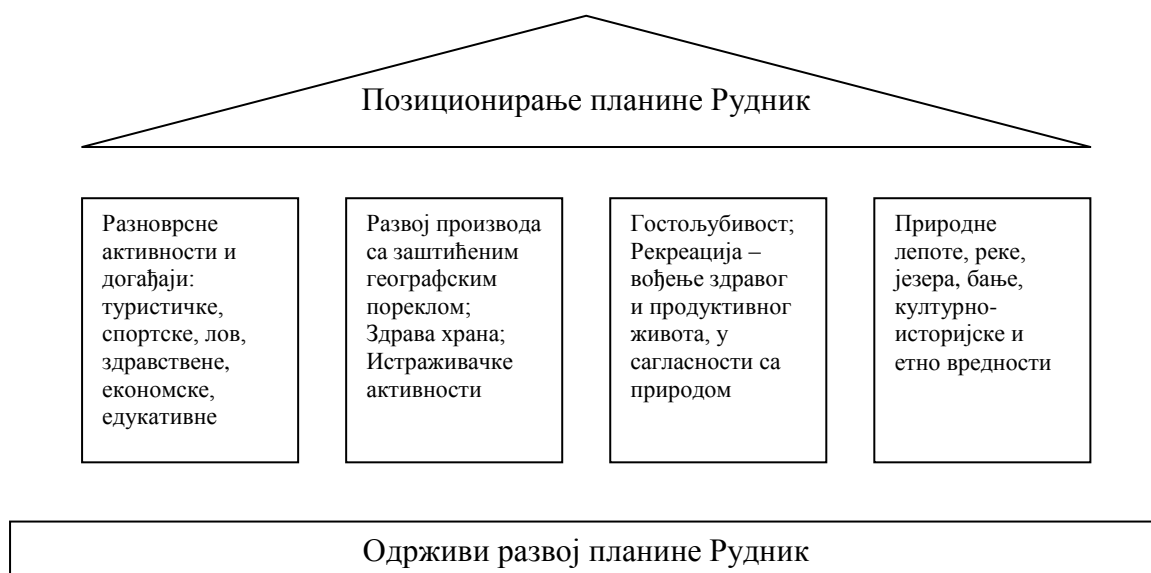 Позиционирање планине Рудник
Разноврсне
активности и
догађаји:
туристичке,
спортске, лов,
здравствене,
економске,
едукативне
Развој производа
са заштићеним
географским
пореклом;
Здрава храна;
Истраживачке
активности
Гостољубивост;
Рекреација –
вођење здравог
и продуктивног
живота, у
сагласности са
природом
Природне
лепоте, реке,
језера, бање,
културно-
историјске и
етно вредности
Одрживи развој планине Рудник